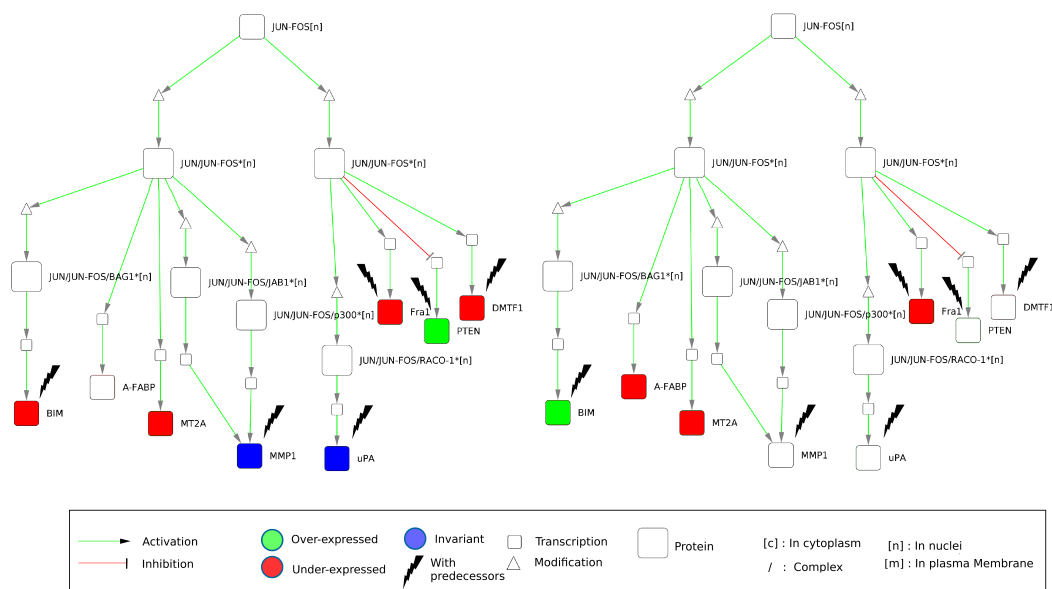 JUN-FOS[n]
JUN-FOS[n]
JUN/JUN-FOS*[n]
JUN/JUN-FOS*[n]
JUN/JUN-FOS*[n]
JUN/JUN-FOS*[n]
JUN/JUN-FOS/BAG1*[n]
JUN/JUN-FOS/JAB1*[n]
JUN/JUN-FOS/p300*[n]
JUN/JUN-FOS/RACO-1*[n]
Fra1
PTEN
DMTF1
A-FABP
BIM
MT2A
MMP1
uPA
JUN/JUN-FOS/BAG1*[n]
JUN/JUN-FOS/JAB1*[n]
JUN/JUN-FOS/p300*[n]
JUN/JUN-FOS/RACO-1*[n]
Fra1
PTEN
DMTF1
A-FABP
BIM
MT2A
MMP1
uPA
Activation
Inhibition
Over-expressed
Under-expressed
Invariant
With
predecessors
Transcription
Modification
Protein
[c] : In cytoplasm
/ : Complex
[n] : In nuclei
[m] : In plasma Membrane